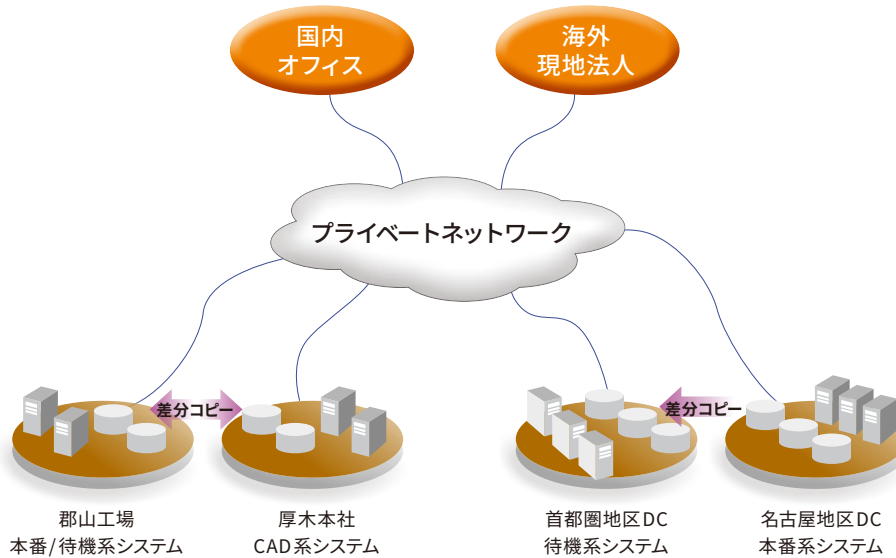 国内
オフィス
海外
現地法人
プライベートネットワーク
差分コピー
差分コピー
郡山工場
本番/待機系システム
厚木本社
CAD系システム
首都圏地区DC
待機系システム
名古屋地区DC
本番系システム